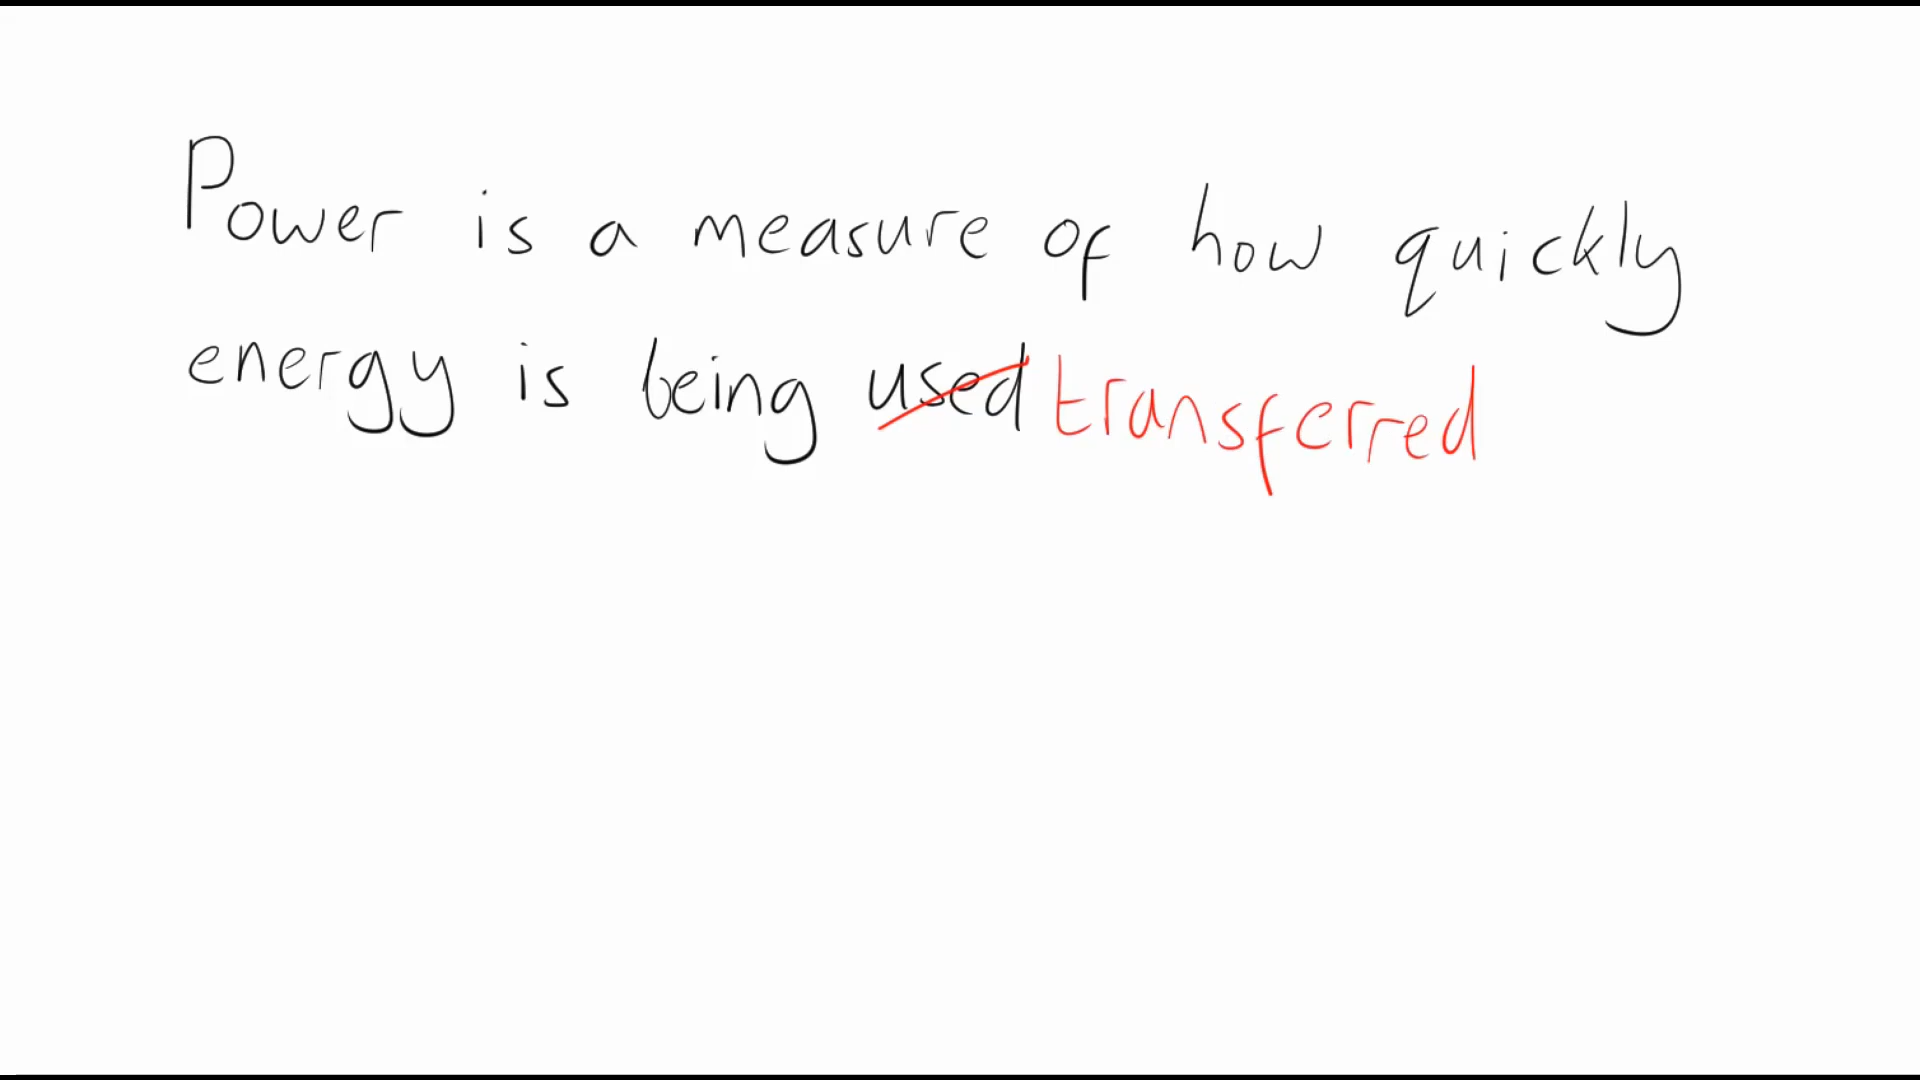 Power is a measure of how quickly
energy is being used transferred